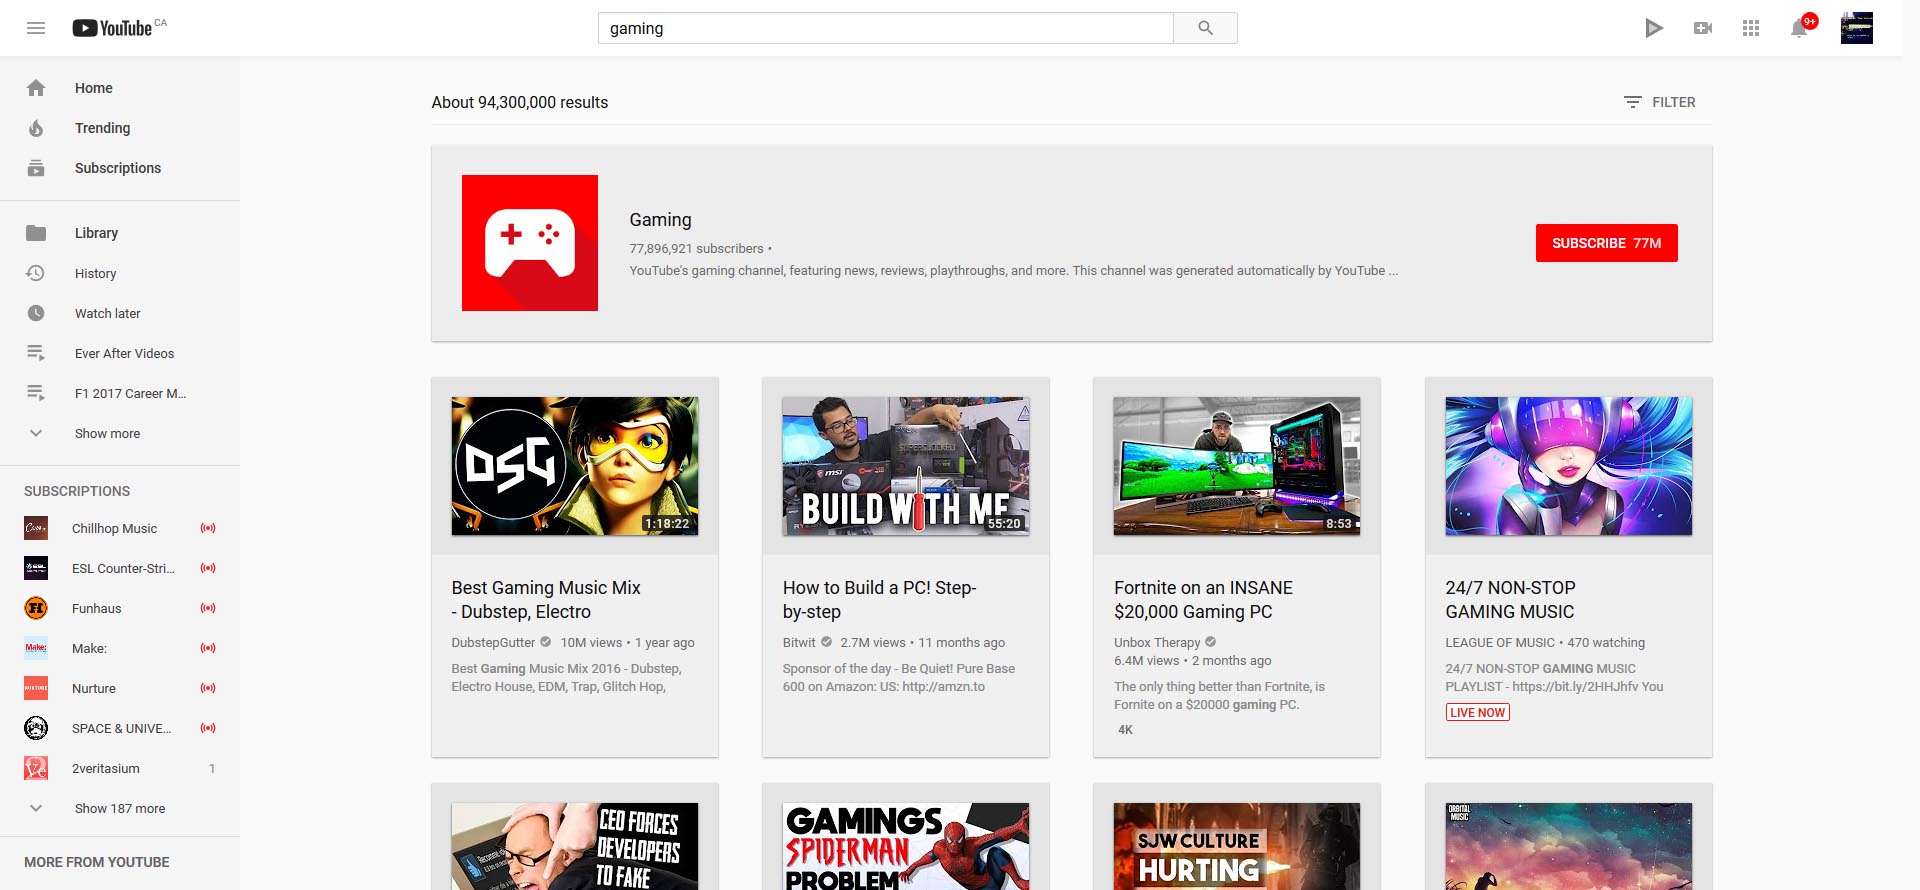 YouTube CA
gaming
9+
Home
Trending
Subscriptions
Library
History
Watch later
Ever After Videos
F1 2017 Career M...
Show more
SUBSCRIPTIONS
Chillhop Music
ESL Counter-Stri...
Funhaus
Make:
Make:
Nurture
NURTURE
SPACE & UNIVE...
2veritasium
1
Show 187 more
MORE FROM YOUTUBE
About 94,300,000 results
FILTER
Gaming
77,896,921 subscribers •
YouTube's gaming channel, featuring news, reviews, playthroughs, and more. This channel was generated automatically by YouTube ...
SUBSCRIBE 77M
DSG
1:18:22
Best Gaming Music Mix
- Dubstep, Electro
DubstepGutter 10M views • 1 year ago
Best Gaming Music Mix 2016 - Dubstep,
Electro House, EDM, Trap, Glitch Hop,
msi
BUILD WITH ME
55:20
How to Build a PC! Step-
by-step
Bitwit 2.7M views • 11 months ago
Sponsor of the day - Be Quiet! Pure Base
600 on Amazon: US: http://amzn.to
8:53
Fortnite on an INSANE
$20,000 Gaming PC
Unbox Therapy
6.4M views • 2 months ago
The only thing better than Fortnite, is
Fornite on a $20000 gaming PC.
4K
24/7 NON-STOP
GAMING MUSIC
LEAGUE OF MUSIC • 470 watching
24/7 NON-STOP GAMING MUSIC
PLAYLIST - https://bit.ly/2HHJhfv You
LIVE NOW
CEO FORCES
DEVELOPERS
TO FAKE
GAMINGS
SPIDERMAN
PROBLEM
SJW CULTURE
HURTING
ORBITAL
MUSIC